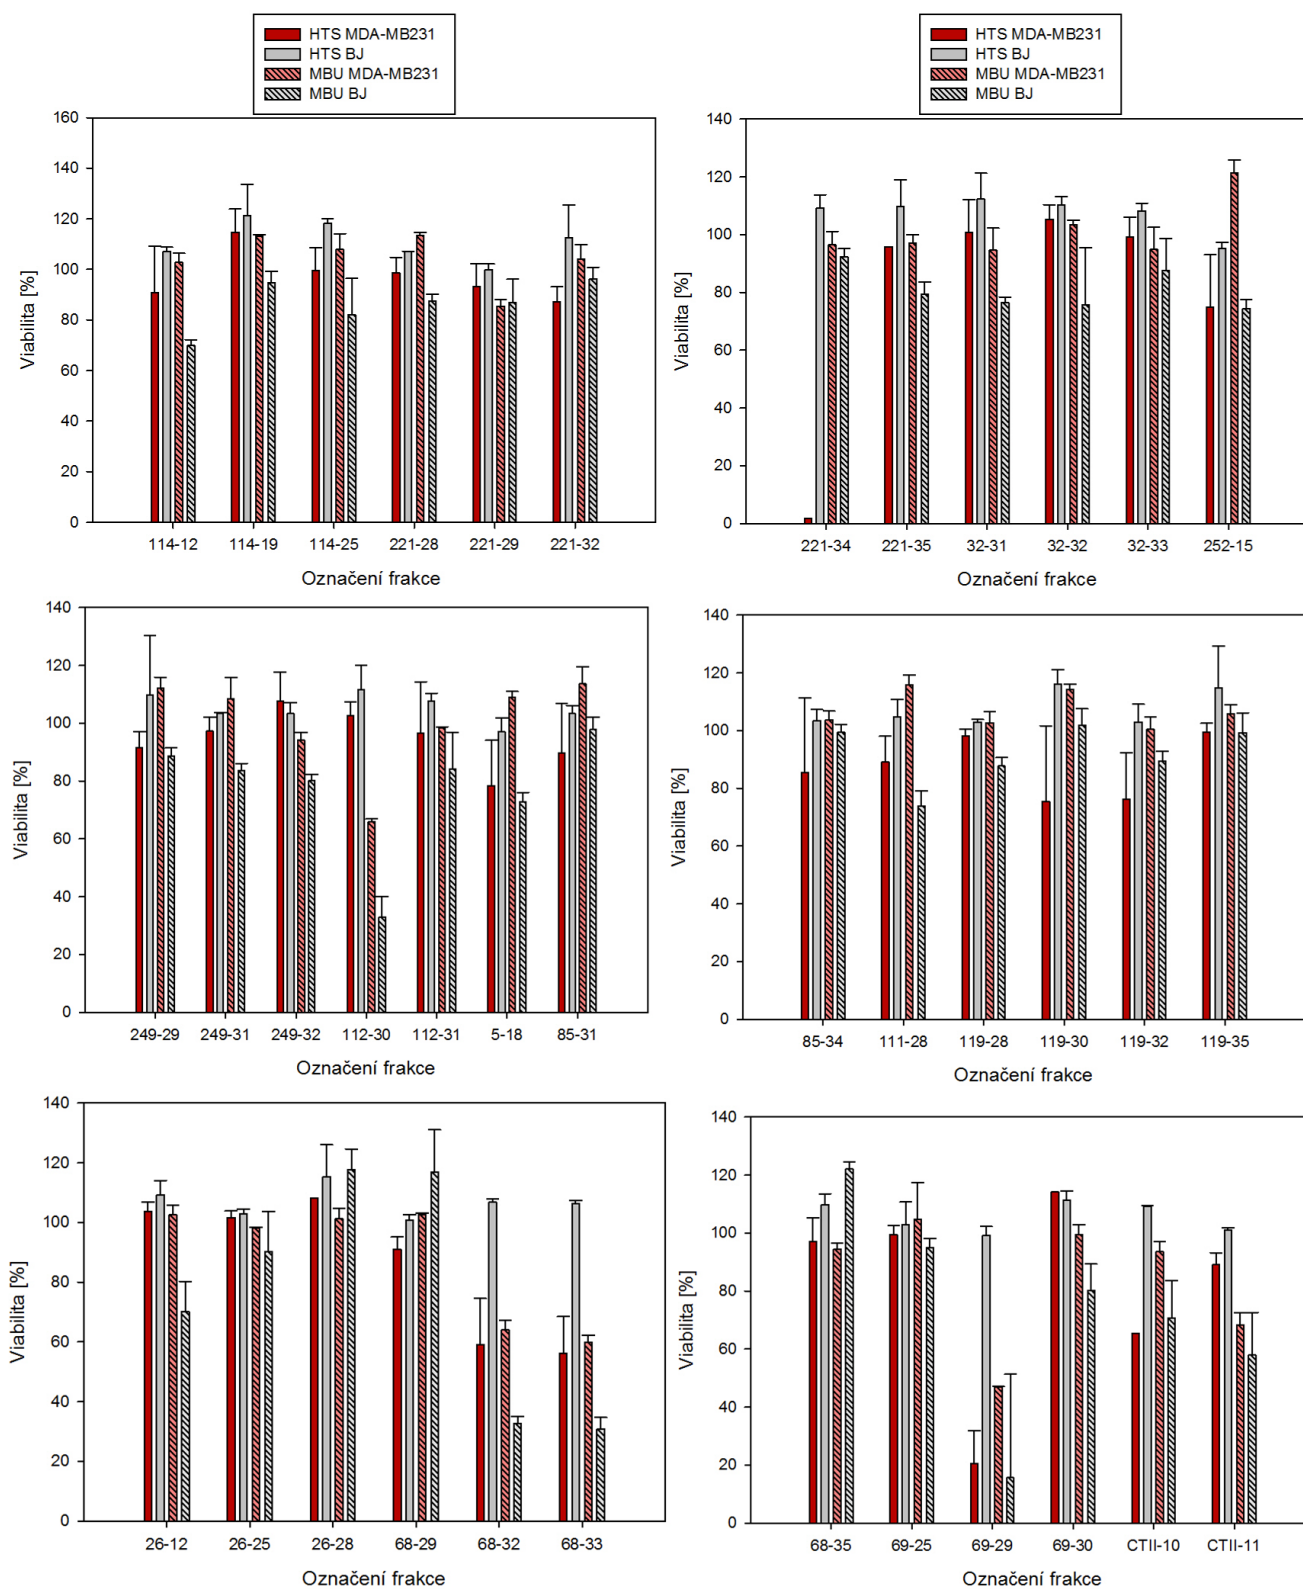 HTS MDA-MB231
HTS BJ
MBU MDA-MB231
MBU BJ
HTS MDA-MB231
HTS BJ
MBU MDA-MB231
MBU BJ
Viabilita [%]
160
140
120
100
80
60
40
20
0
114-12 114-19 114-25 221-28 221-29 221-32
Označení frakce
Viabilita [%]
140
120
100
80
60
40
20
0
221-34 221-35 32-31 32-32 32-33 252-15
Označení frakce
Viabilita [%]
140
120
100
80
60
40
20
0
249-29 249-31 249-32 112-30 112-31 5-18 85-31
Označení frakce
Viabilita [%]
140
120
100
80
60
40
20
0
85-34 111-28 119-28 119-30 119-32 119-35
Označení frakce
Viabilita [%]
140
120
100
80
60
40
20
0
26-12 26-25 26-28 68-29 68-32 68-33
Označení frakce
Viabilita [%]
140
120
100
80
60
40
20
0
68-35 69-25 69-29 69-30 CTII-10 CTII-11
Označení frakce